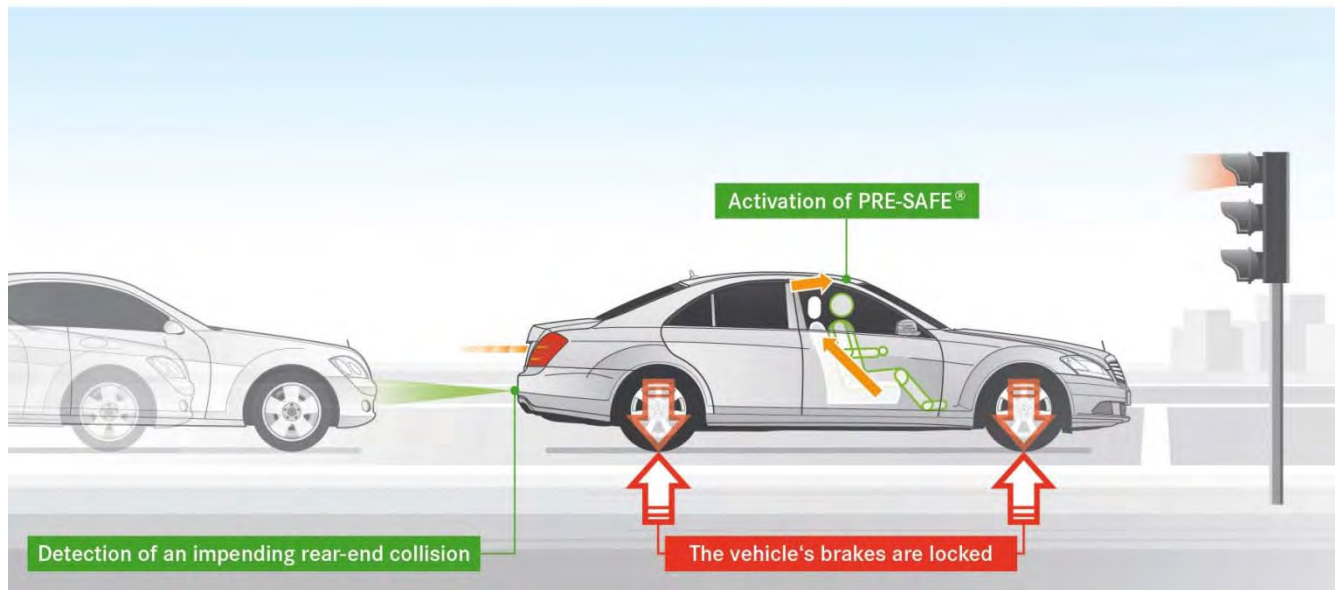 Activation of PRE-SAFE®
Detection of an impending rear-end collision
The vehicle‘s brakes are locked